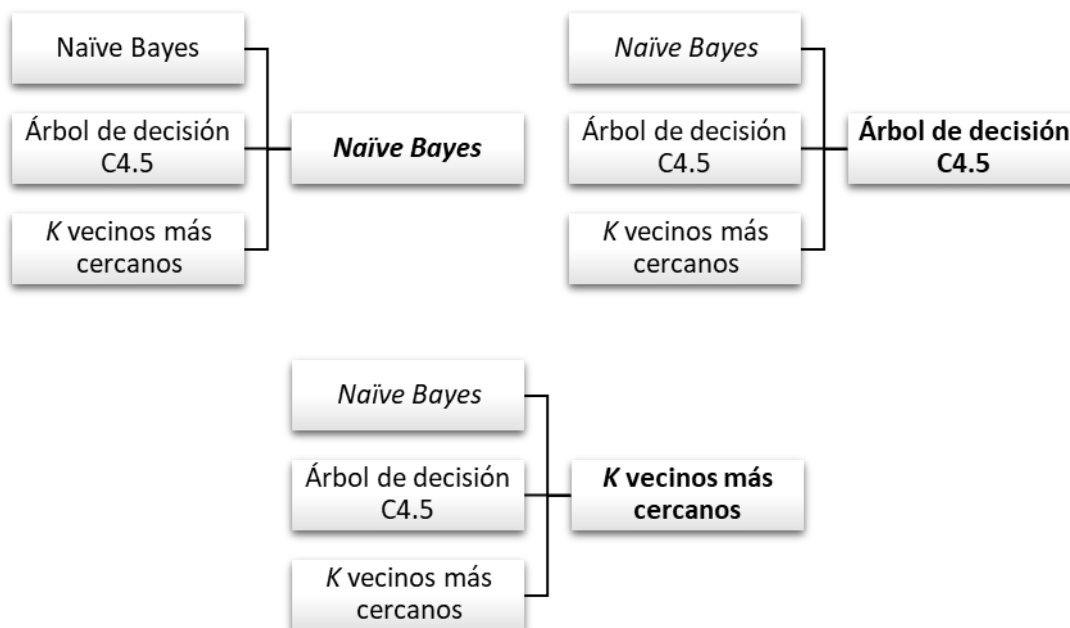 Naïve Bayes
Árbol de decisión
C4.5
K vecinos más
cercanos
Naïve Bayes
Naïve Bayes
Árbol de decisión
C4.5
K vecinos más
cercanos
Árbol de decisión
C4.5
Naïve Bayes
Árbol de decisión
C4.5
K vecinos más
cercanos
K vecinos más
cercanos